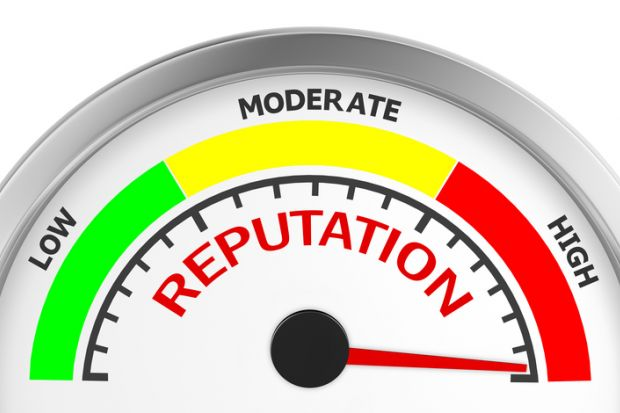 LOW
MODERATE
HIGH
REPUTATION